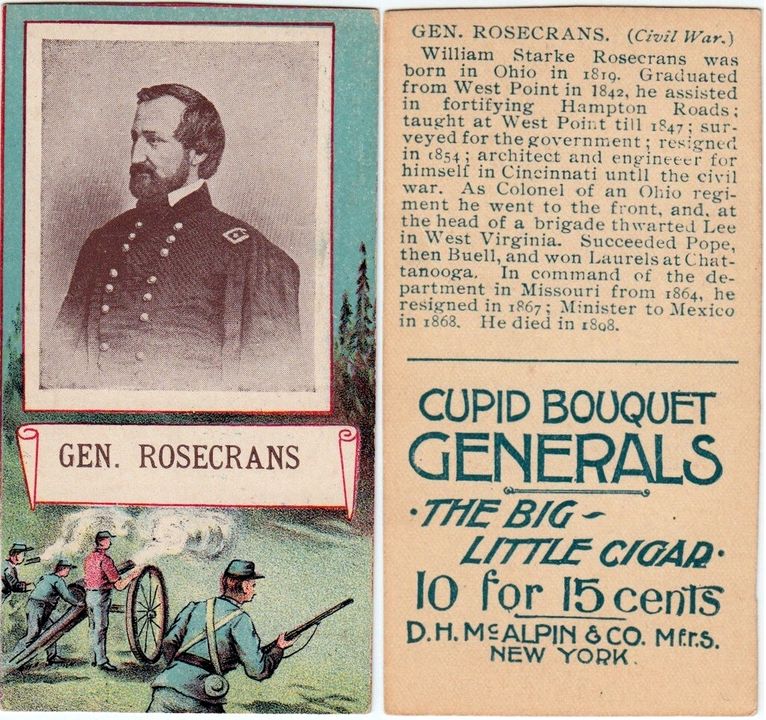 GEN. ROSECRANS
GEN. ROSECRANS. (Civil War.)
William Starke Rosecrans was
born in Ohio in 1819. Graduated
from West Point in 1842, he assisted
in fortifying Hampton Roads;
taught at West Point till 1847; sur-
veyed for the government; resigned
in 1854; architect and engineer for
himself in Cincinnati until the civil
war. As Colonel of an Ohio regi-
ment he went to the front, and, at
the head of a brigade thwarted Lee
in West Virginia. Succeeded Pope,
then Buell, and won Laurels at Chat-
tanooga. In command of the de-
partment in Missouri from 1864, he
resigned in 1867; Minister to Mexico
in 1868. He died in 1898.
CUPID BOUQUET
GENERALS
·THE BIG–
LITTLE CIGAR·
10 for 15 cents
D.H. McALPIN & CO. Mfrs.
NEW YORK.